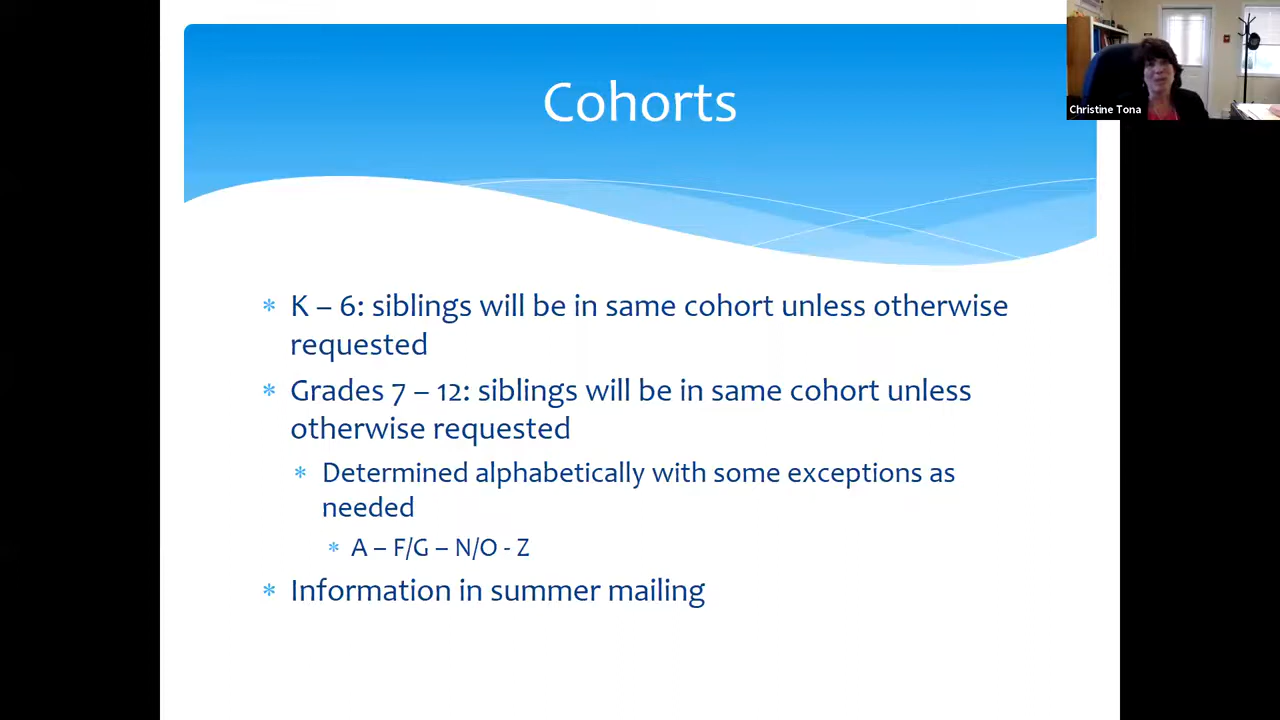 Cohorts
Christine Tona
* K – 6: siblings will be in same cohort unless otherwise
requested
* Grades 7 – 12: siblings will be in same cohort unless
otherwise requested
* Determined alphabetically with some exceptions as
needed
* A – F/G – N/O - Z
* Information in summer mailing